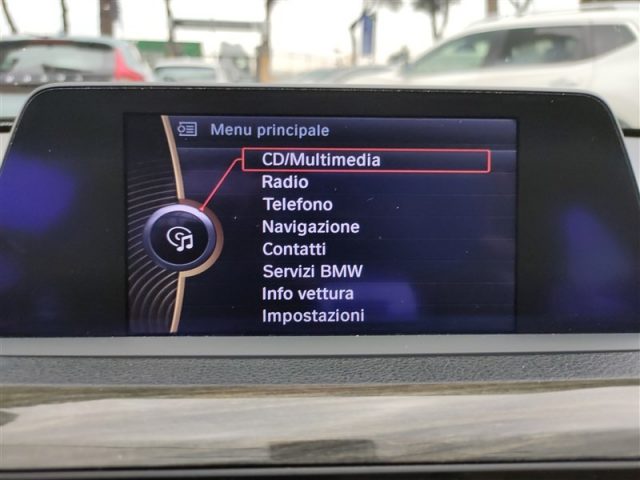 Menu principale
CD/Multimedia
Radio
Telefono
Navigazione
Contatti
Servizi BMW
Info vettura
Impostazioni